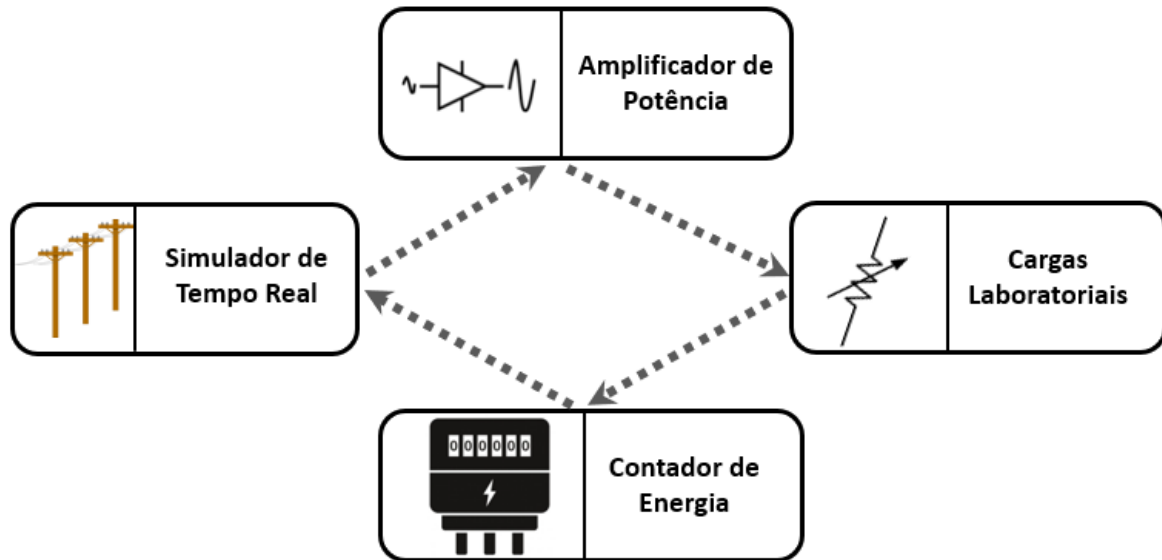 Amplificador de
Potência
Simulador de
Tempo Real
Cargas
Laboratoriais
000000
Contador de
Energia